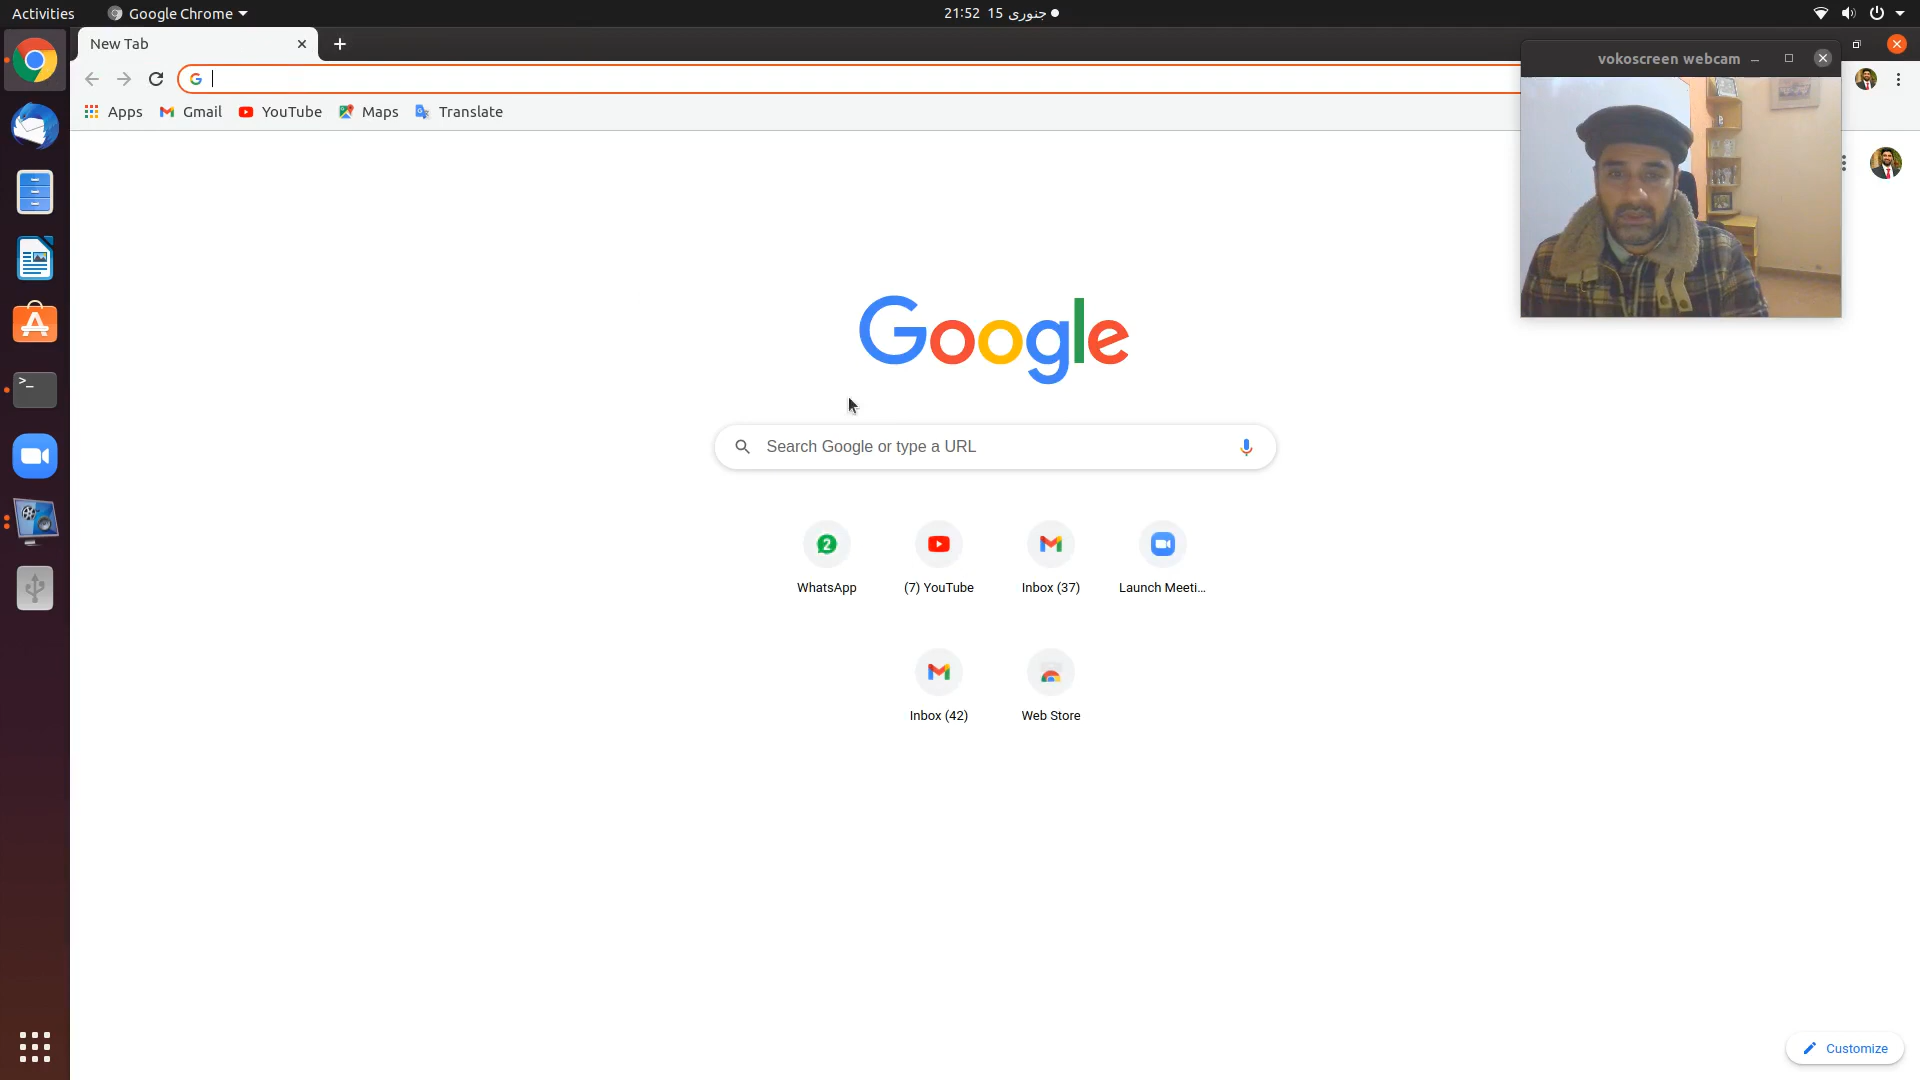 Activities
Google Chrome
21:52 15 جنوری
New Tab
vokoscreen webcam
Apps
Gmail
YouTube
Maps
Translate
Google
Search Google or type a URL
2
WhatsApp
(7) YouTube
Inbox (37)
Launch Meeti...
Inbox (42)
Web Store
Customize